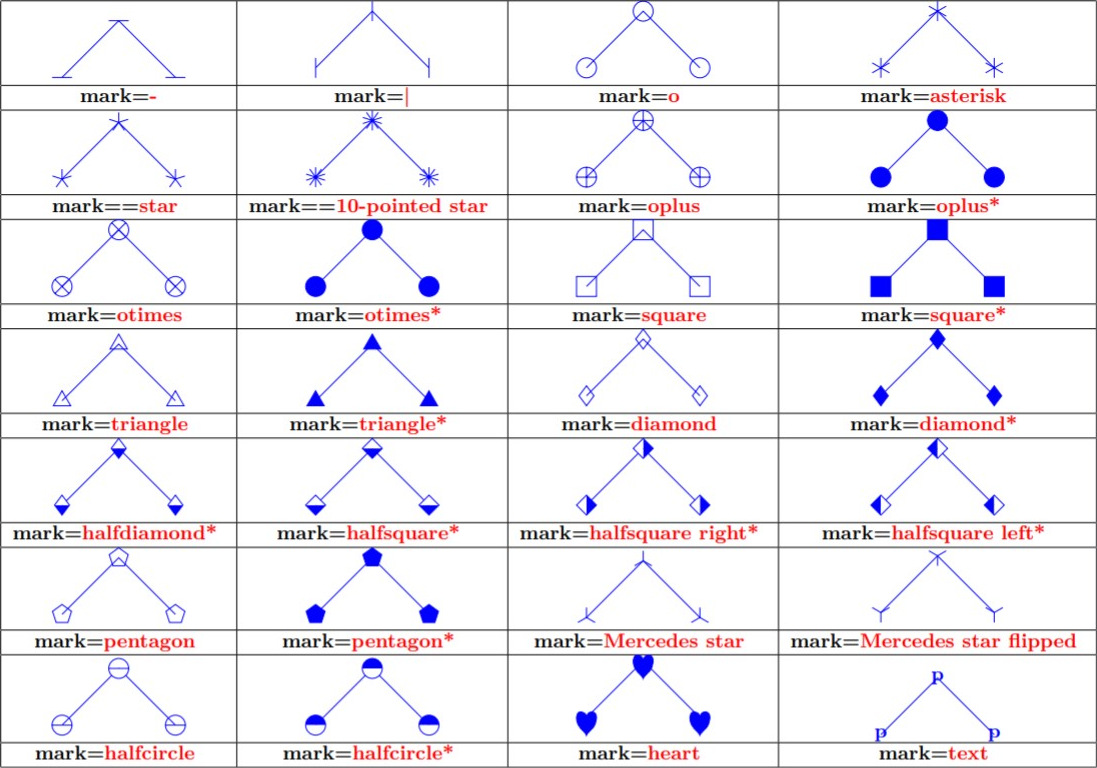 mark=-
mark=|
mark=o
mark=asterisk
mark==star
mark==10-pointed star
mark=oplus
mark=oplus*
mark=otimes
mark=otimes*
mark=square
mark=square*
mark=triangle
mark=triangle*
mark=diamond
mark=diamond*
mark=halfdiamond*
mark=halfsquare*
mark=halfsquare right*
mark=halfsquare left*
mark=pentagon
mark=pentagon*
mark=Mercedes star
mark=Mercedes star flipped
p
p p
mark=halfcircle
mark=halfcircle*
mark=heart
mark=text